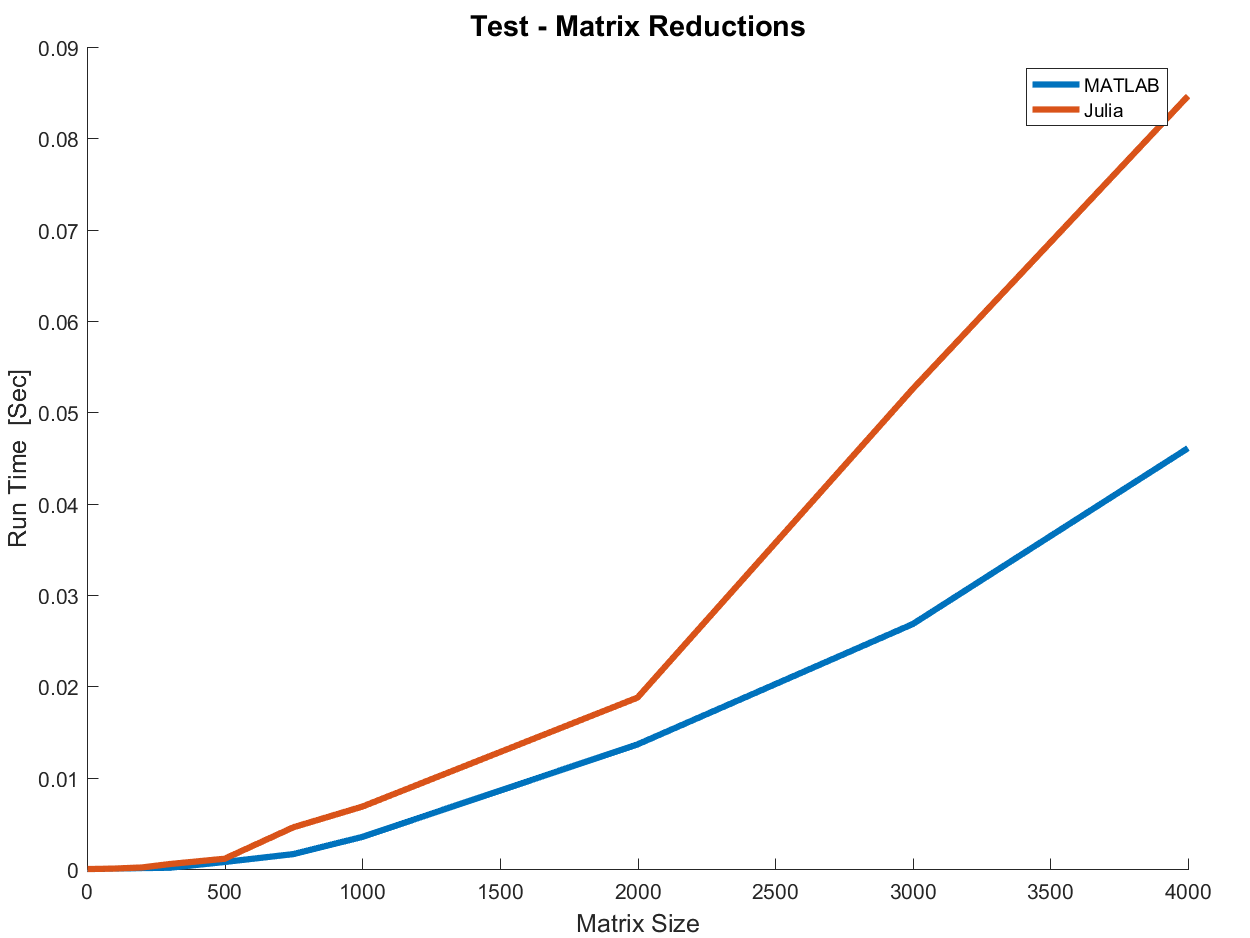 Test - Matrix Reductions
MATLAB
Julia
0.09
0.08
0.07
0.06
0.05
0.04
0.03
0.02
0.01
0
Run Time [Sec]
0 500 1000 1500 2000 2500 3000 3500 4000
Matrix Size